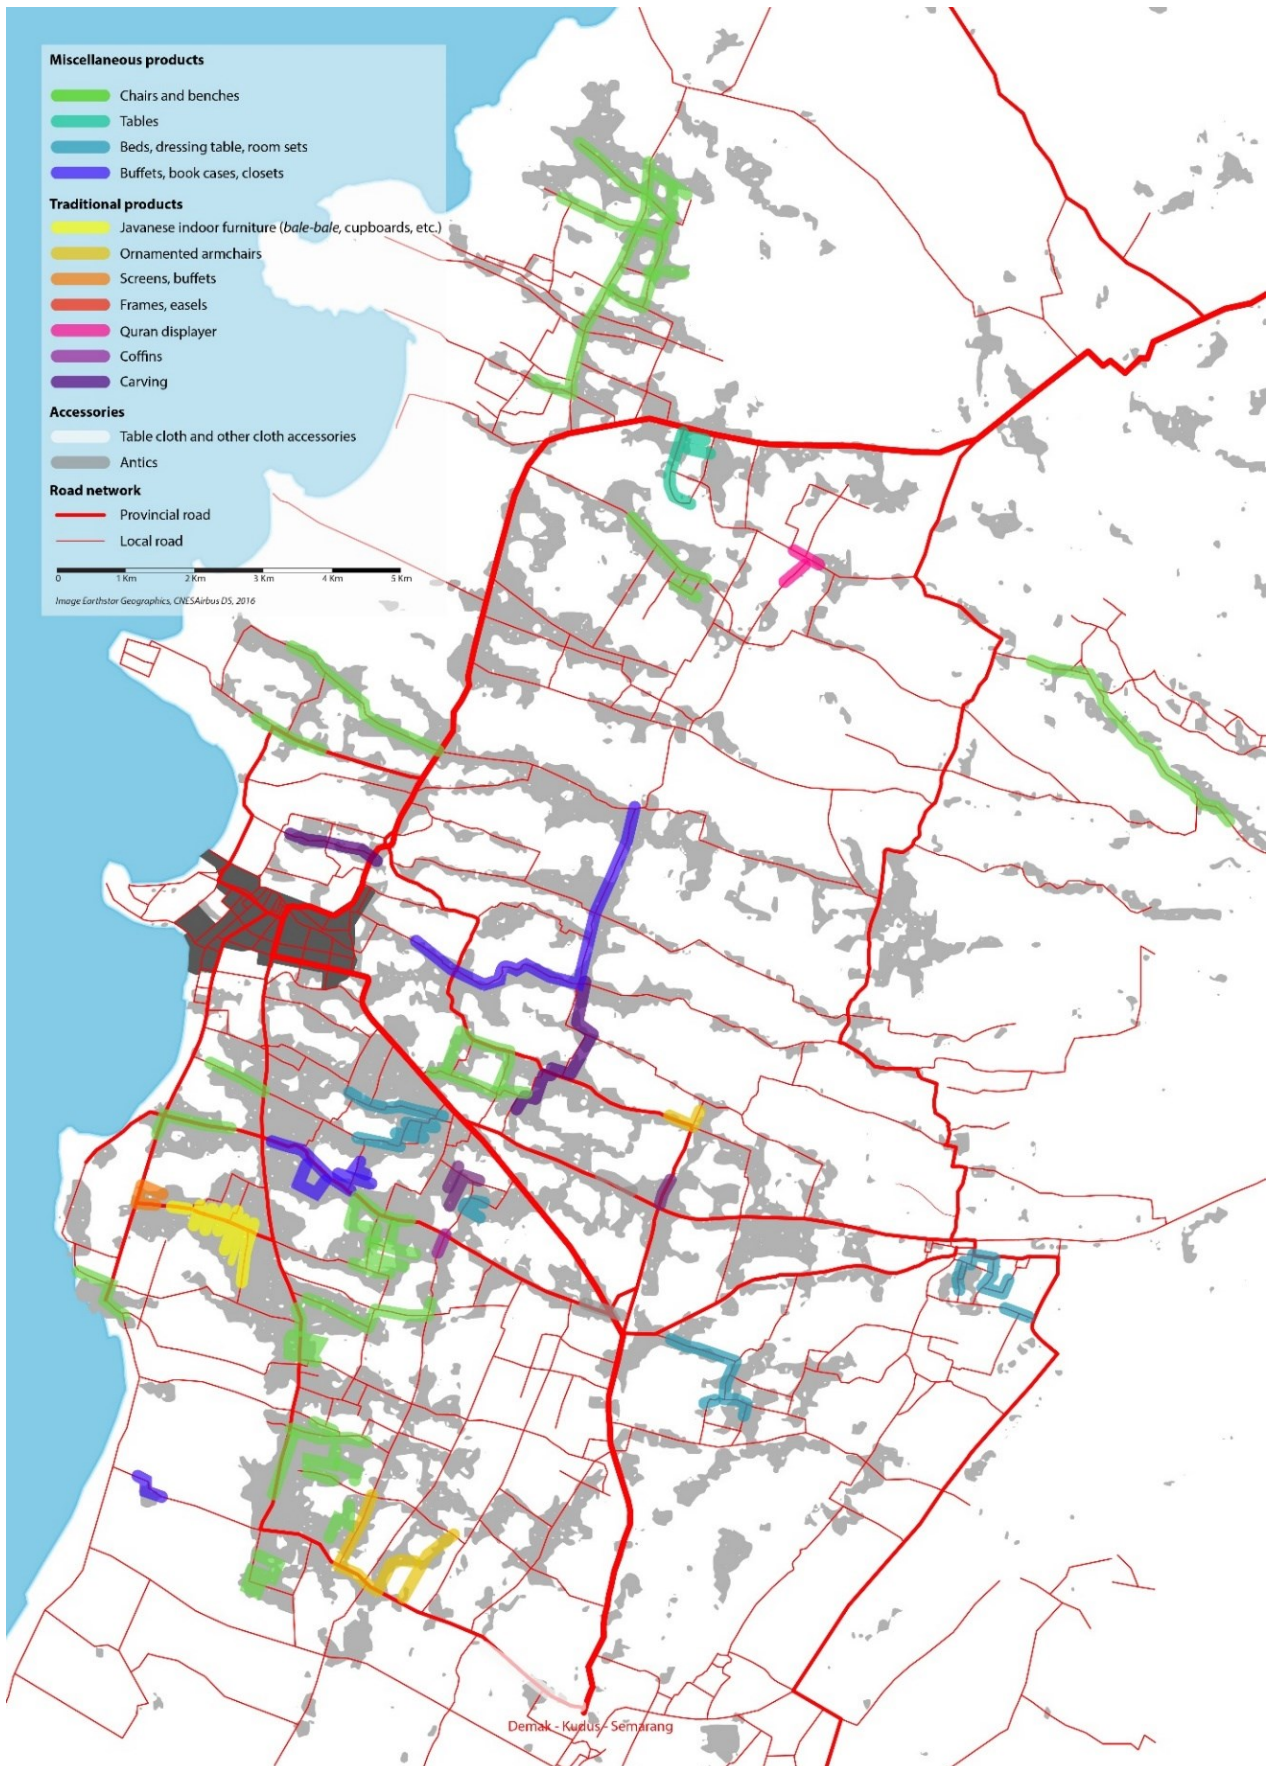 Miscellaneous products
Chairs and benches
Tables
Beds, dressing table, room sets
Buffets, book cases, closets
Traditional products
Javanese indoor furniture (bale-bale, cupboards, etc.)
Ornamented armchairs
Screens, buffets
Frames, easels
Quran displayer
Coffins
Carving
Accessories
Table cloth and other cloth accessories
Antics
Road network
Provincial road
Local road
0 1 Km 2 Km 3 Km 4 Km 5 Km
Image Earthstar Geographics, CNESAirbus DS, 2016
Demak - Kudus - Semarang